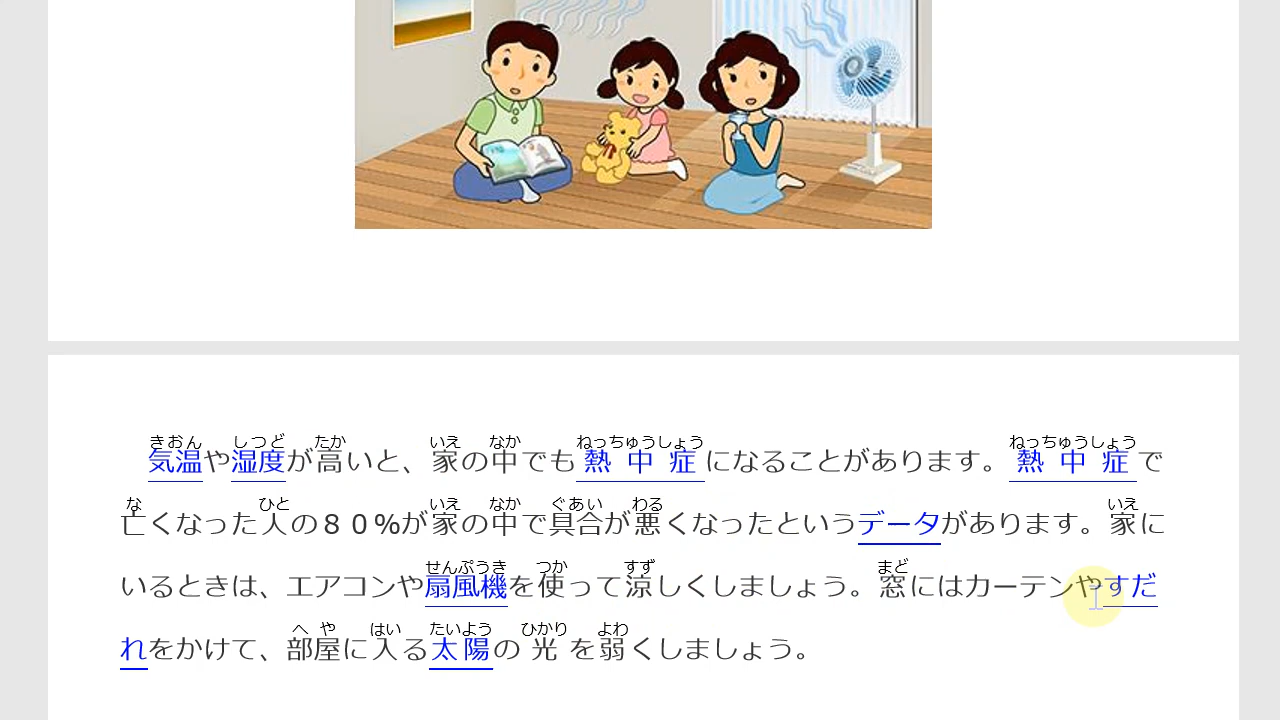 気温や湿度が高いと、家の中でも熱中症になることがあります。熱中症で
亡くなった人の８０％が家の中で具合が悪くなったというデータがあります。家に
いるときは、エアコンや扇風機を使って涼しくしましょう。窓にはカーテンやすだ
れをかけて、部屋に入る太陽の光を弱くしましょう。